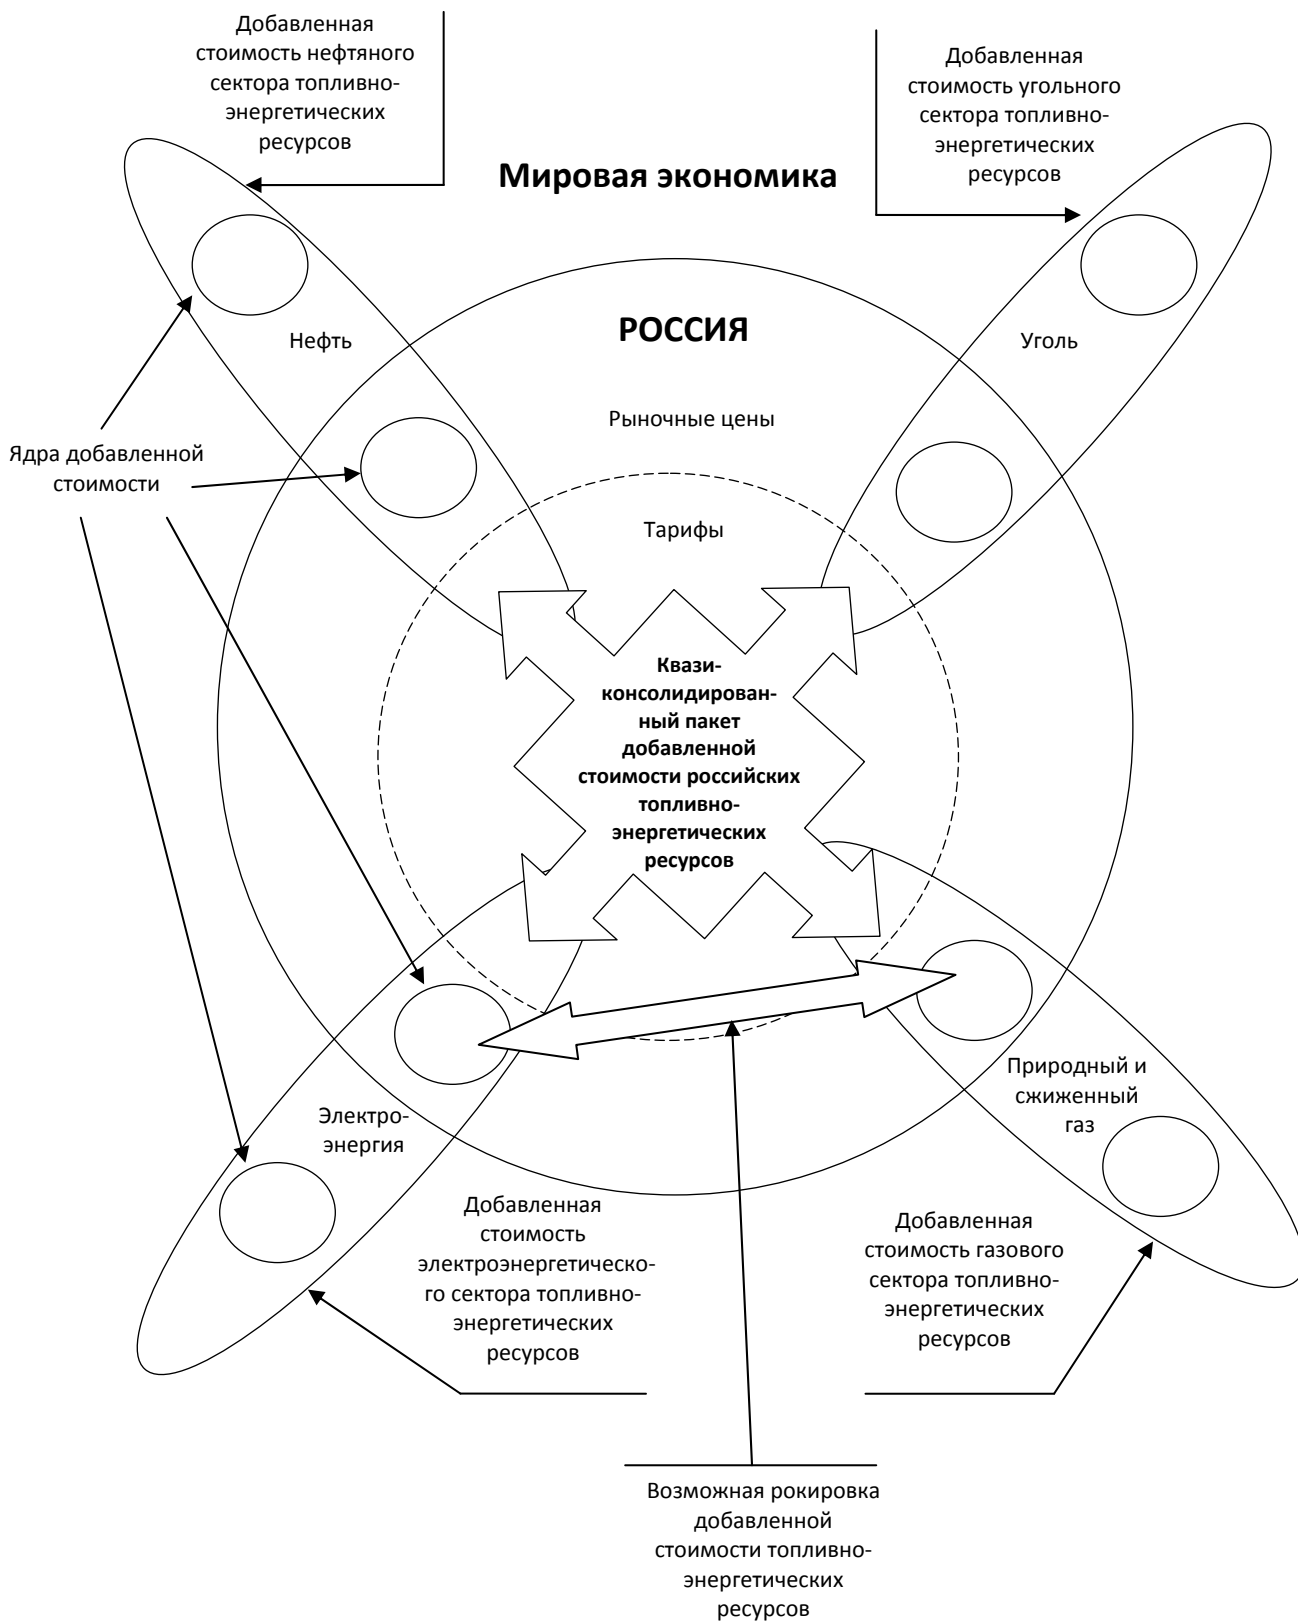 Добавленная
стоимость нефтяного
сектора топливно-
энергетических
ресурсов
Добавленная
стоимость угольного
сектора топливно-
энергетических
ресурсов
Мировая экономика
РОССИЯ
Нефть
Уголь
Рыночные цены
Ядра добавленной
стоимости
Тарифы
Квази-
консолидирован-
ный пакет
добавленной
стоимости российских
топливно-
энергетических
ресурсов
Природный и
сжиженный
газ
Электро-
энергия
Добавленная
стоимость
электроэнергетическо-
го сектора топливно-
энергетических
ресурсов
Добавленная
стоимость газового
сектора топливно-
энергетических
ресурсов
Возможная рокировка
добавленной
стоимости топливно-
энергетических
ресурсов